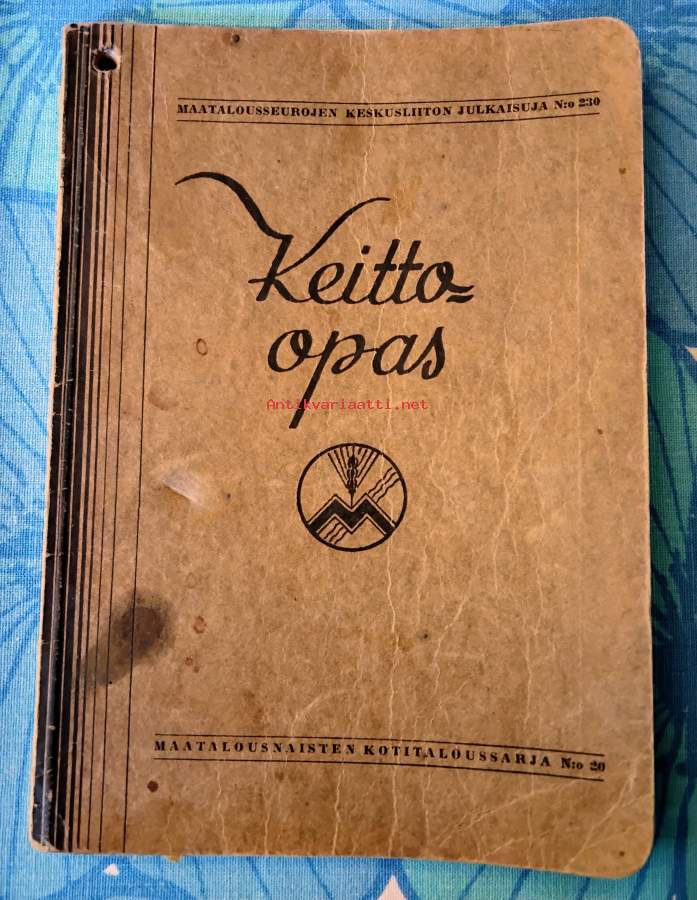 MAATALOUSSEUROJEN KESKUSLIITON JULKAISUJA N:o 230
Keitto=
opas
Antikvariaatti.net
MAATALOUSNAISTEN KOTITALOUSSARJA N:o 20